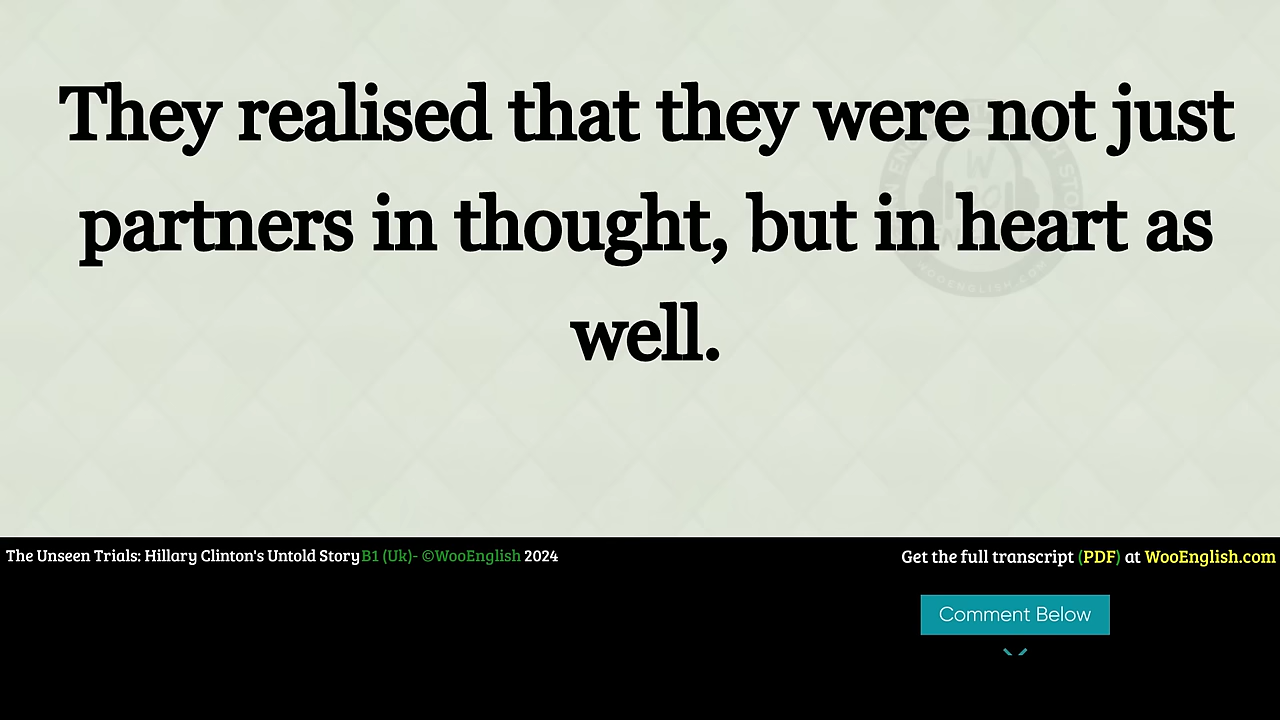 They realised that they were not just
partners in thought, but in heart as
well.
The Unseen Trials: Hillary Clinton's Untold Story B1 (Uk)- ©WooEnglish 2024
Get the full transcript (PDF) at WooEnglish.com
Comment Below